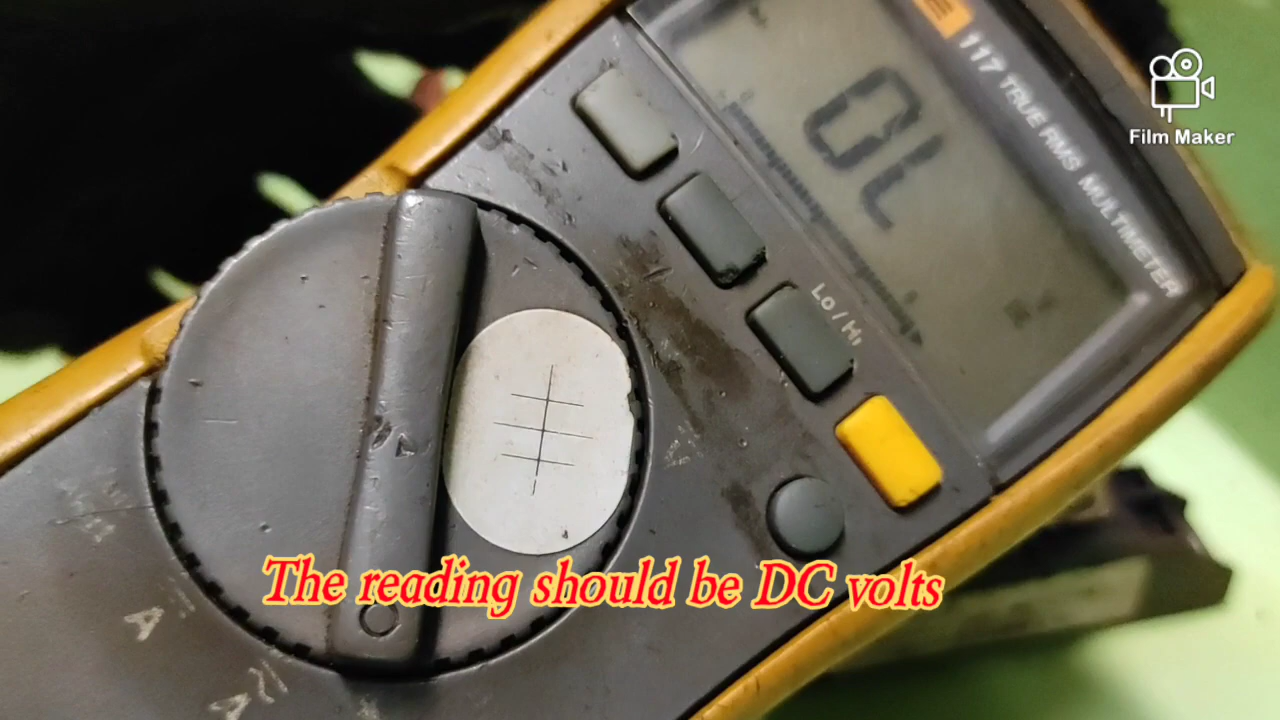 E
117 TRUE RMS MULTIMETER
Film Maker
OL
Lo / Hi
The reading should be DC volts
A
A